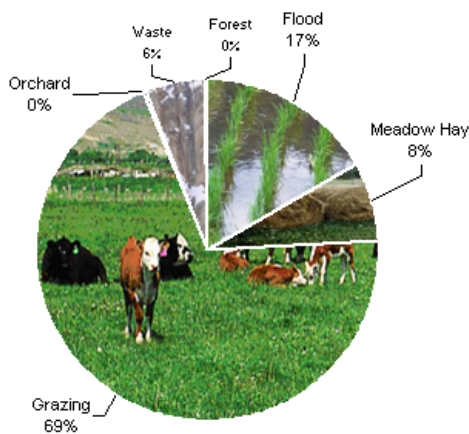 Flood
17%
Forest
0%
Waste
6%
Orchard
0%
Meadow Hay
8%
Grazing
69%